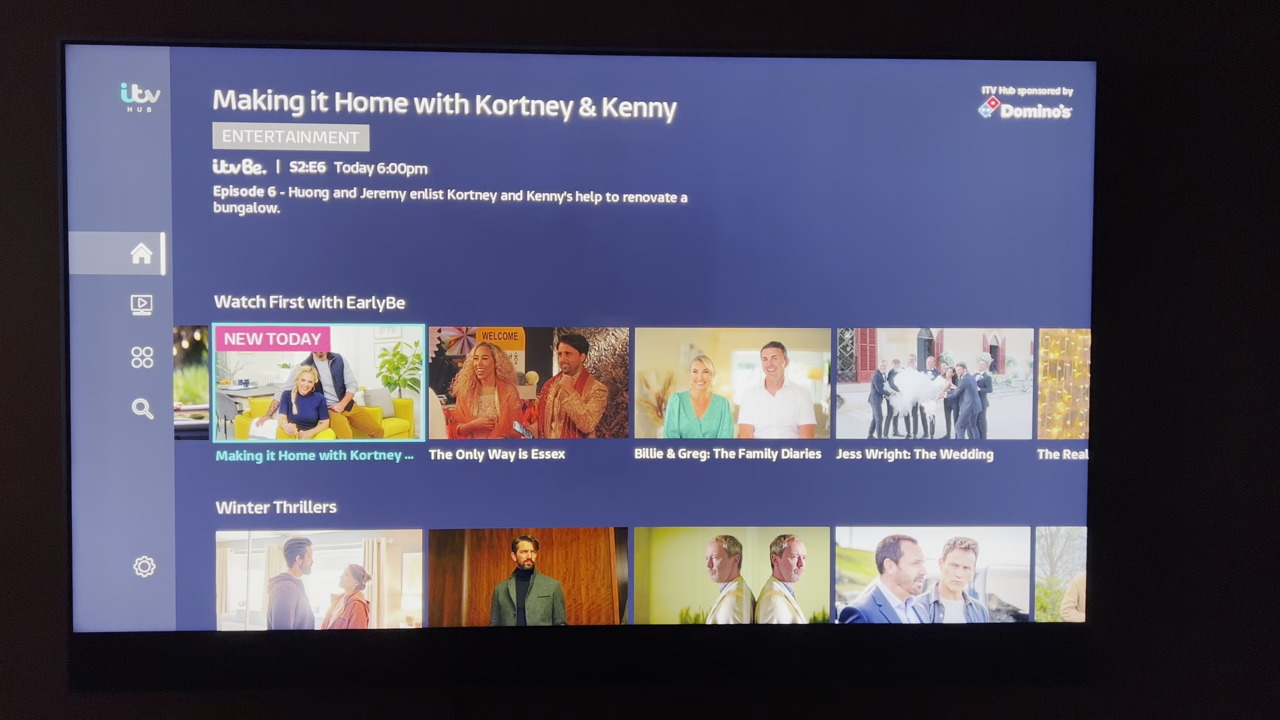 itv
HUB
Making it Home with Kortney & Kenny
ITV Hub sponsored by
Domino's
ENTERTAINMENT
itvBe. | S2:E6 Today 6:00pm
Episode 6 - Huong and Jeremy enlist Kortney and Kenny's help to renovate a
bungalow.
Watch First with EarlyBe
NEW TODAY
WELCOME
Making it Home with Kortney ...
The Only Way is Essex
Billie & Greg: The Family Diaries
Jess Wright: The Wedding
The Real
Winter Thrillers